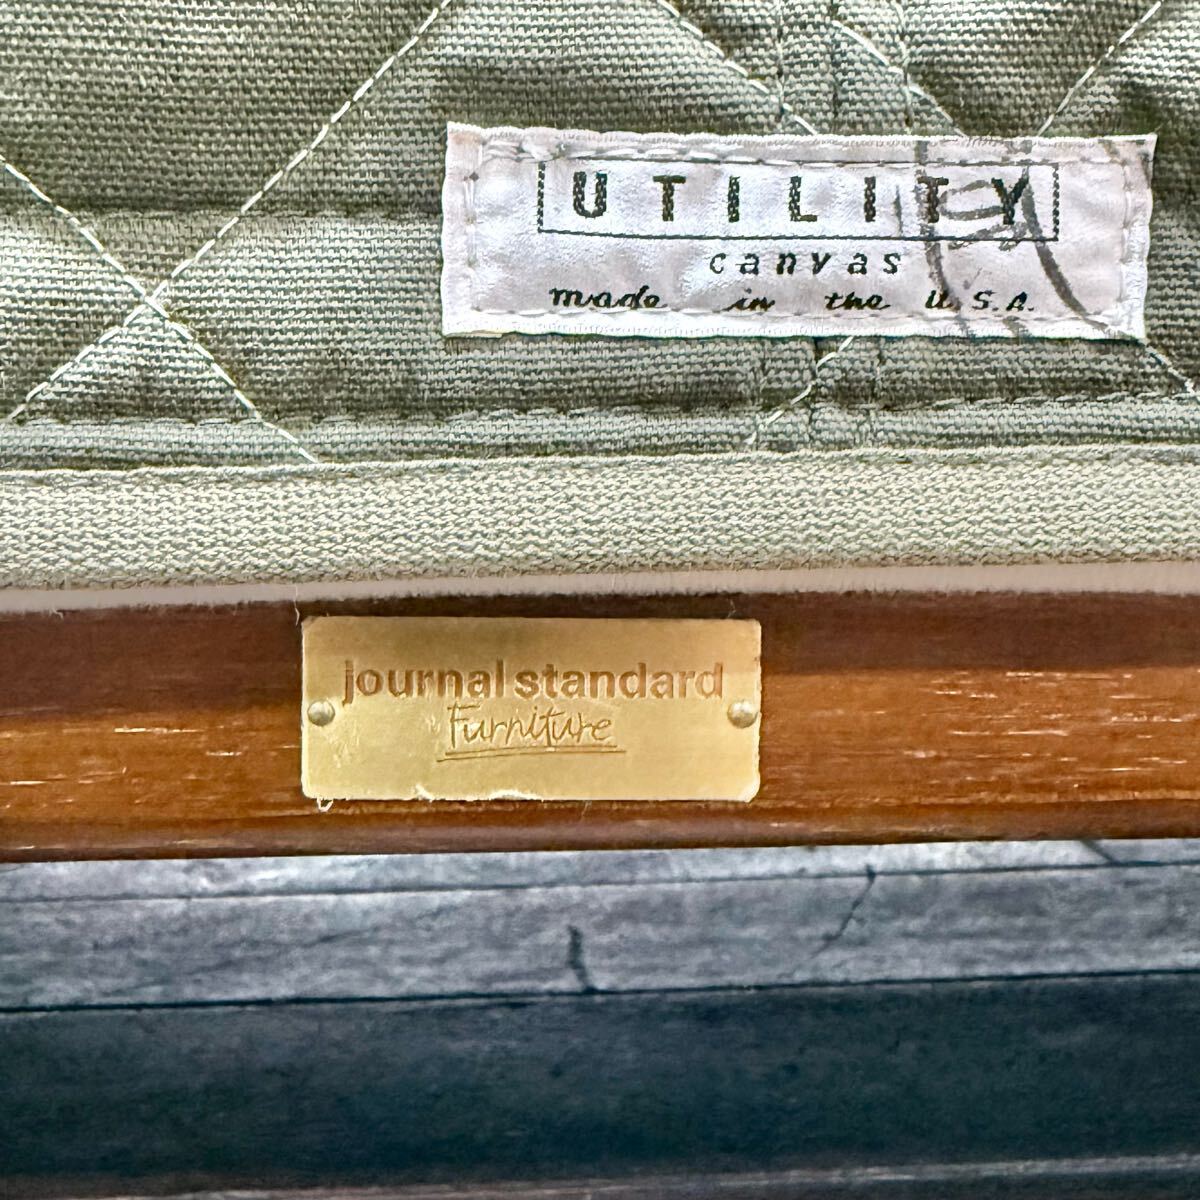 UTILITY
canvas
made in the U.S.A.
journal standard
Furniture